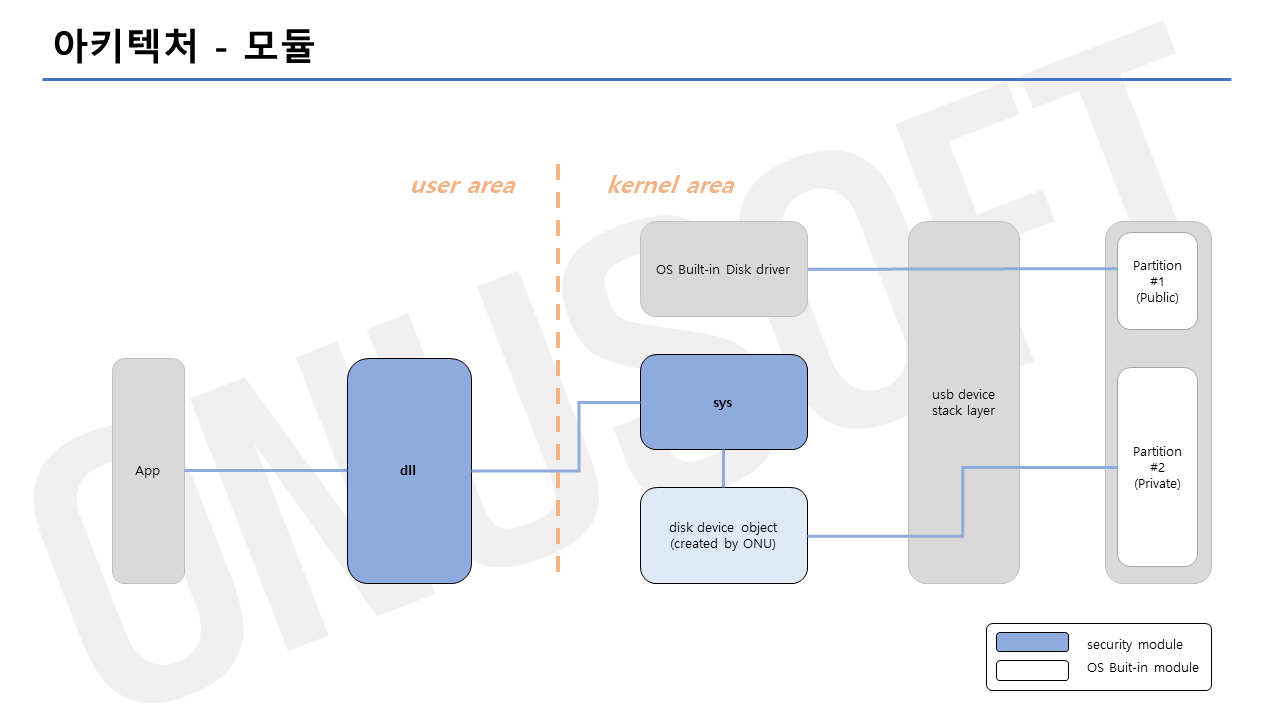 아키텍처 - 모듈
ONUSOFT
user area
kernel area
OS Built-in Disk driver
Partition
#1
(Public)
sys
usb device
stack layer
App
dll
Partition
#2
(Private)
disk device object
(created by ONU)
security module
OS Buit-in module